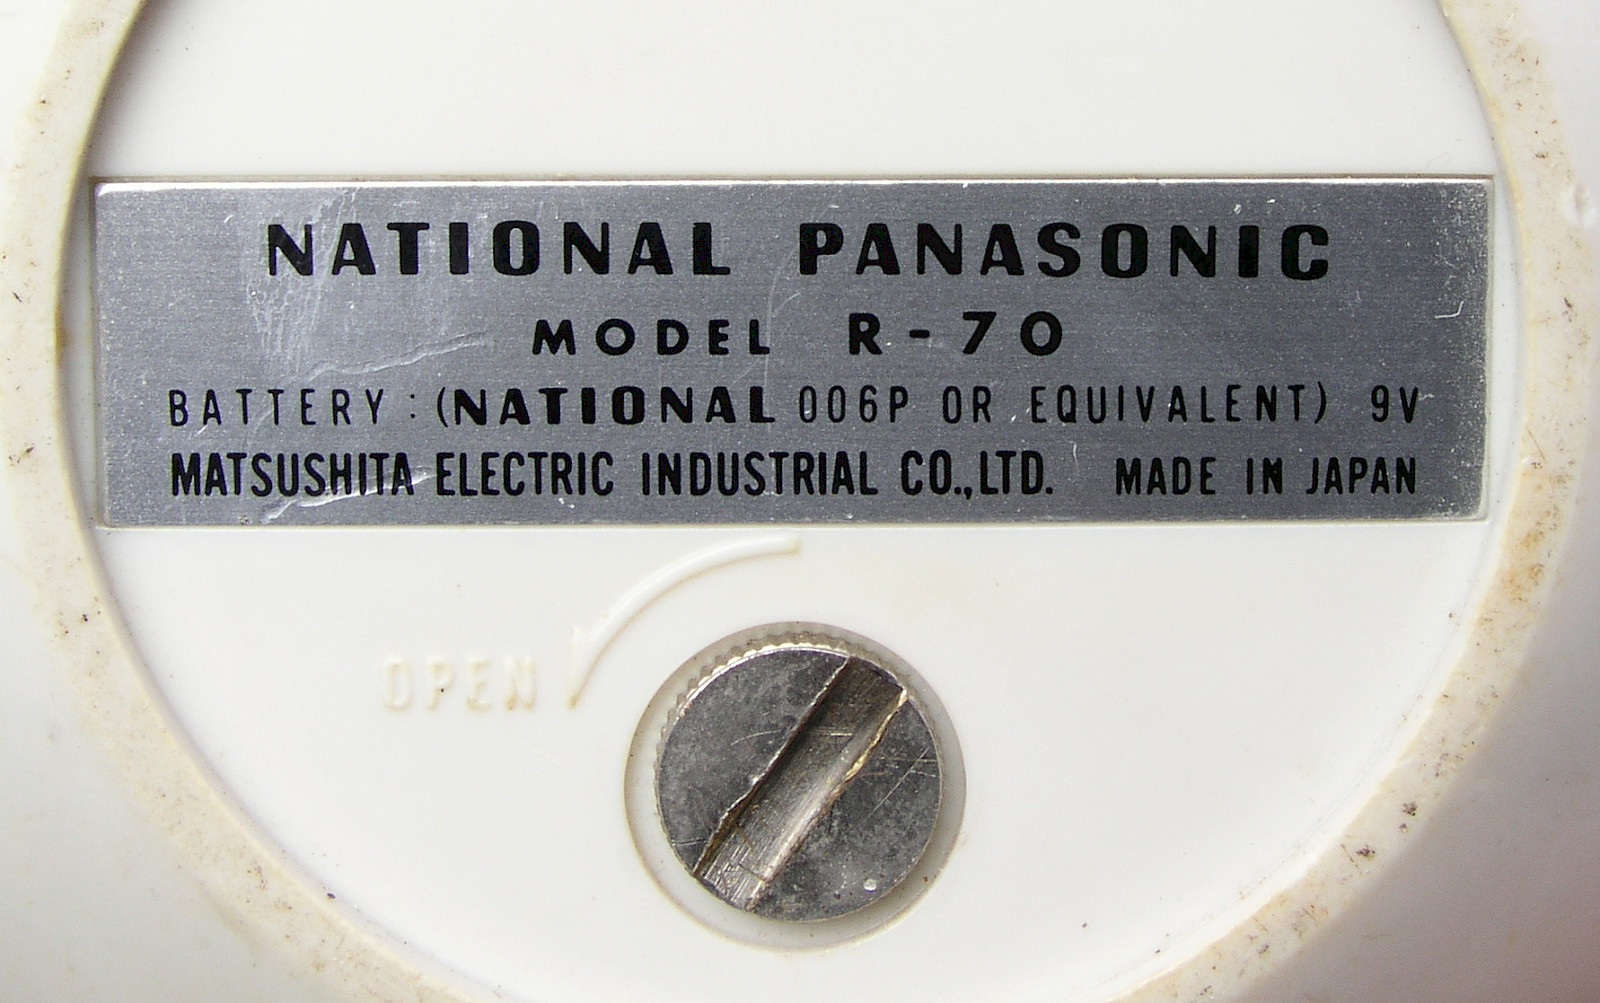 NATIONAL PANASONIC
MODEL R-70
BATTERY: (NATIONAL 006P OR EQUIVALENT) 9V
MATSUSHITA ELECTRIC INDUSTRIAL CO.,LTD. MADE IN JAPAN
OPEN